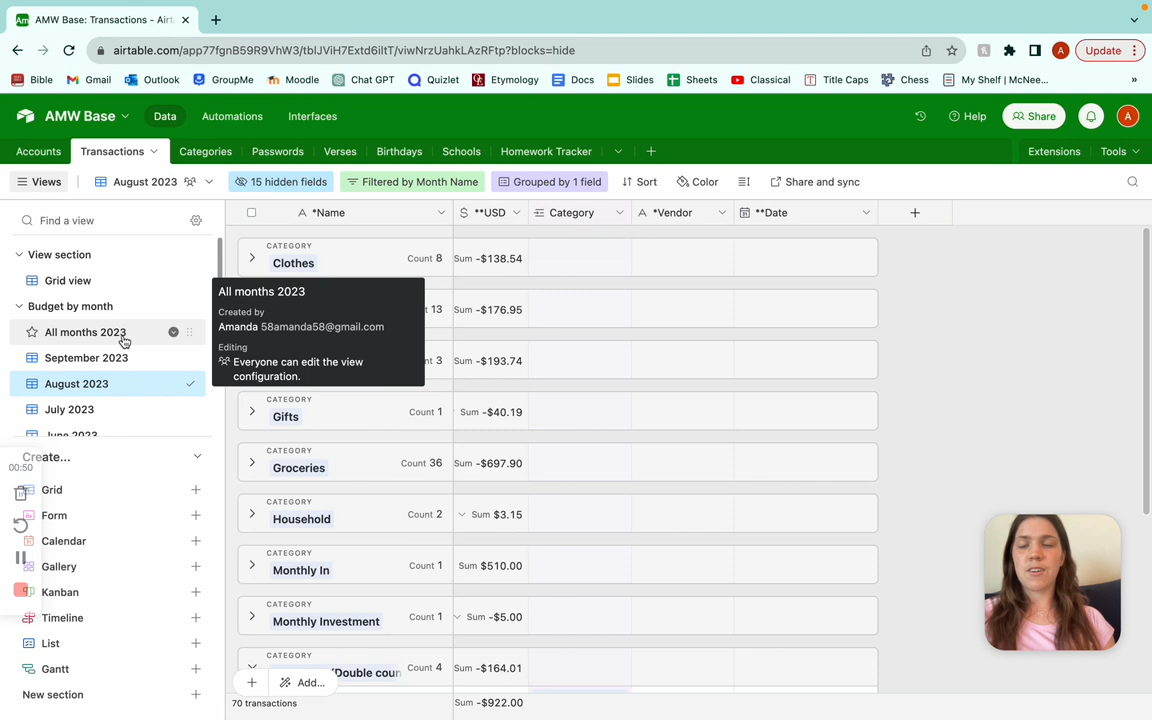 AMW Base: Transactions - Airt
airtable.com/app77fgnB59R9VhW3/tblJViH7Extd6iltT/viwNrzUahkLAzRFtp?blocks=hide
A
Update
Bible
Gmail
Outlook
GroupMe
Moodle
Chat GPT
Quizlet
Etymology
Docs
Slides
Sheets
Classical
Title Caps
Chess
My Shelf | McNee...
»
AMW Base
Data
Automations
Interfaces
Help
Share
A
Accounts
Transactions
Categories
Passwords
Verses
Birthdays
Schools
Homework Tracker
Extensions
Tools
Views
August 2023
15 hidden fields
Filtered by Month Name
Grouped by 1 field
Sort
Color
Share and sync
Find a view
*Name
**USD
Category
*Vendor
**Date
View section
Grid view
Budget by month
All months 2023
September 2023
August 2023
July 2023
June 2023
Create...
00:50
Grid
Form
Calendar
Gallery
Kanban
Timeline
List
Gantt
New section
All months 2023
Created by
Amanda 58amanda58@gmail.com
Editing
Everyone can edit the view
configuration.
CATEGORY
Clothes
Count 8
Sum -$138.54
t 13
Sum -$176.95
nt 3
Sum -$193.74
CATEGORY
Gifts
Count 1
Sum -$40.19
CATEGORY
Groceries
Count 36
Sum -$697.90
CATEGORY
Household
Count 2
Sum $3.15
CATEGORY
Monthly In
Count 1
Sum $510.00
CATEGORY
Monthly Investment
Count 1
Sum -$5.00
CATEGORY
(Double coun
Count 4
Sum -$164.01
Add...
70 transactions
Sum -$922.00